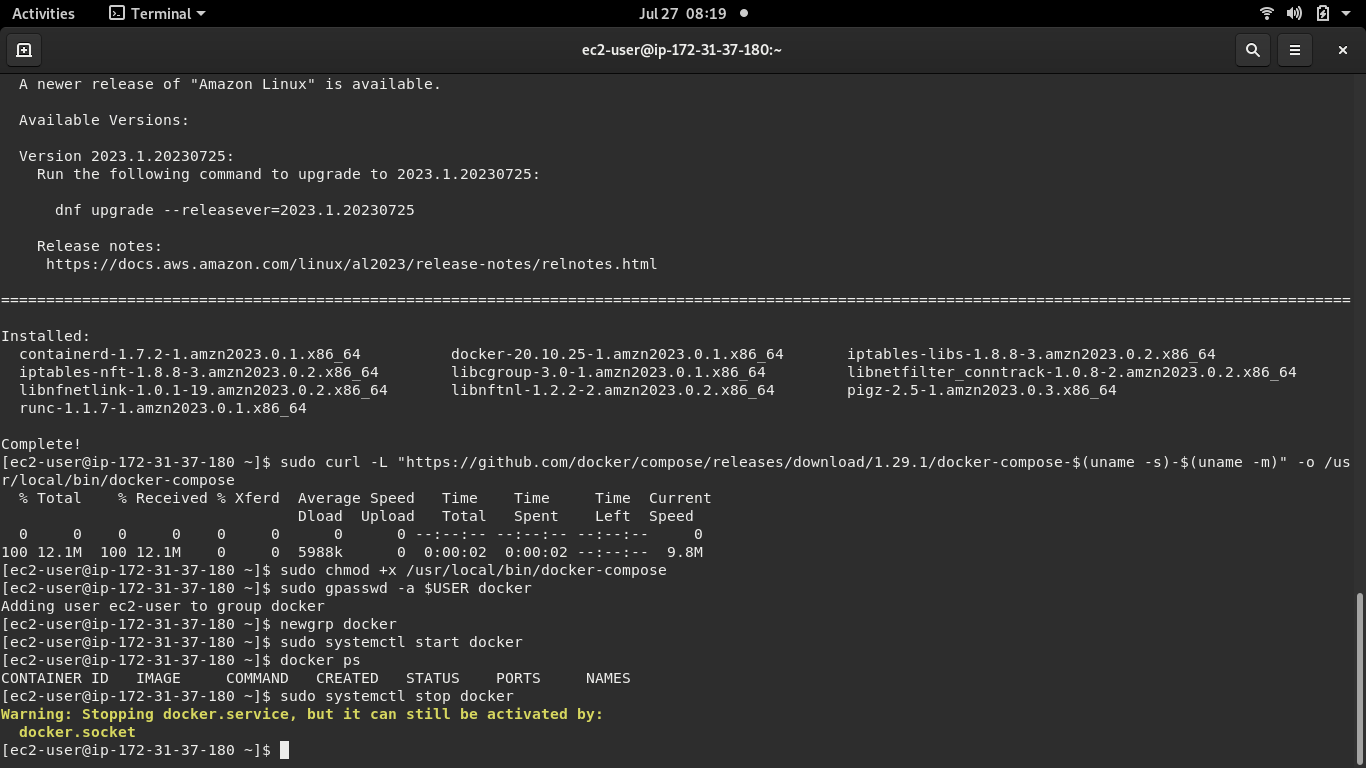 Activities Terminal Jul 27 08:19
ec2-user@ip-172-31-37-180:~
A newer release of "Amazon Linux" is available.
Available Versions:
Version 2023.1.20230725:
Run the following command to upgrade to 2023.1.20230725:
dnf upgrade --releasever=2023.1.20230725
Release notes:
https://docs.aws.amazon.com/linux/al2023/release-notes/relnotes.html
======================================================================================================================================================
Installed:
containerd-1.7.2-1.amzn2023.0.1.x86_64 docker-20.10.25-1.amzn2023.0.1.x86_64 iptables-libs-1.8.8-3.amzn2023.0.2.x86_64
iptables-nft-1.8.8-3.amzn2023.0.2.x86_64 libcgroup-3.0-1.amzn2023.0.1.x86_64 libnetfilter_conntrack-1.0.8-2.amzn2023.0.2.x86_64
libnfnetlink-1.0.1-19.amzn2023.0.2.x86_64 libnftnl-1.2.2-2.amzn2023.0.2.x86_64 pigz-2.5-1.amzn2023.0.3.x86_64
runc-1.1.7-1.amzn2023.0.1.x86_64
Complete!
[ec2-user@ip-172-31-37-180 ~]$ sudo curl -L "https://github.com/docker/compose/releases/download/1.29.1/docker-compose-$(uname -s)-$(uname -m)" -o /us
r/local/bin/docker-compose
% Total % Received % Xferd Average Speed Time Time Time Current
Dload Upload Total Spent Left Speed
0 0 0 0 0 0 0 0 --:--:-- --:--:-- --:--:-- 0
100 12.1M 100 12.1M 0 0 5988k 0 0:00:02 0:00:02 --:--:-- 9.8M
[ec2-user@ip-172-31-37-180 ~]$ sudo chmod +x /usr/local/bin/docker-compose
[ec2-user@ip-172-31-37-180 ~]$ sudo gpasswd -a $USER docker
Adding user ec2-user to group docker
[ec2-user@ip-172-31-37-180 ~]$ newgrp docker
[ec2-user@ip-172-31-37-180 ~]$ sudo systemctl start docker
[ec2-user@ip-172-31-37-180 ~]$ docker ps
CONTAINER ID IMAGE COMMAND CREATED STATUS PORTS NAMES
[ec2-user@ip-172-31-37-180 ~]$ sudo systemctl stop docker
Warning: Stopping docker.service, but it can still be activated by:
docker.socket
[ec2-user@ip-172-31-37-180 ~]$